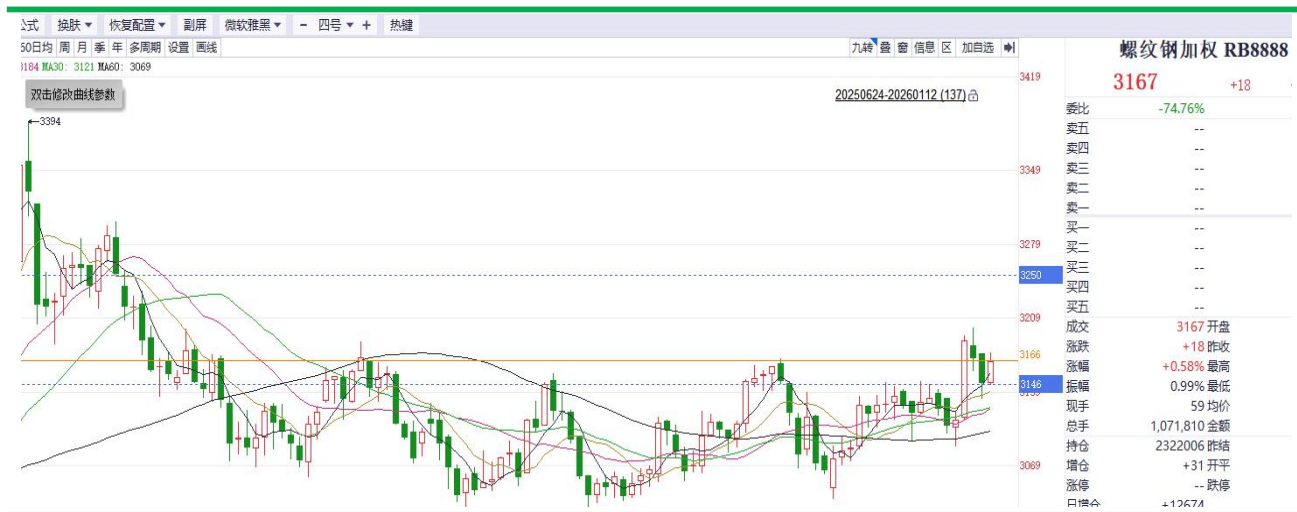 公式 换肤 恢复配置 副屏 微软雅黑 - 四号 + 热键
60日均 周 月 季 年 多周期 设置 画线
九转 叠 窗 信息 区 加自选
3184 MA30: 3121 MA60: 3069
双击修改曲线参数
20250624-20260112 (137)
3394
3419
3349
3279
3250
3209
3166
3146
3139
3069
螺纹钢加权 RB8888
3167 +18
委比 -74.76%
卖五 --
卖四 --
卖三 --
卖二 --
卖一 --
买一 --
买二 --
买三 --
买四 --
买五 --
成交 3167 开盘
涨跌 +18 昨收
涨幅 +0.58% 最高
振幅 0.99% 最低
现手 59 均价
总手 1,071,810 金额
持仓 2322006 昨结
增仓 +31 开平
涨停 -- 跌停
日增仓 +12674